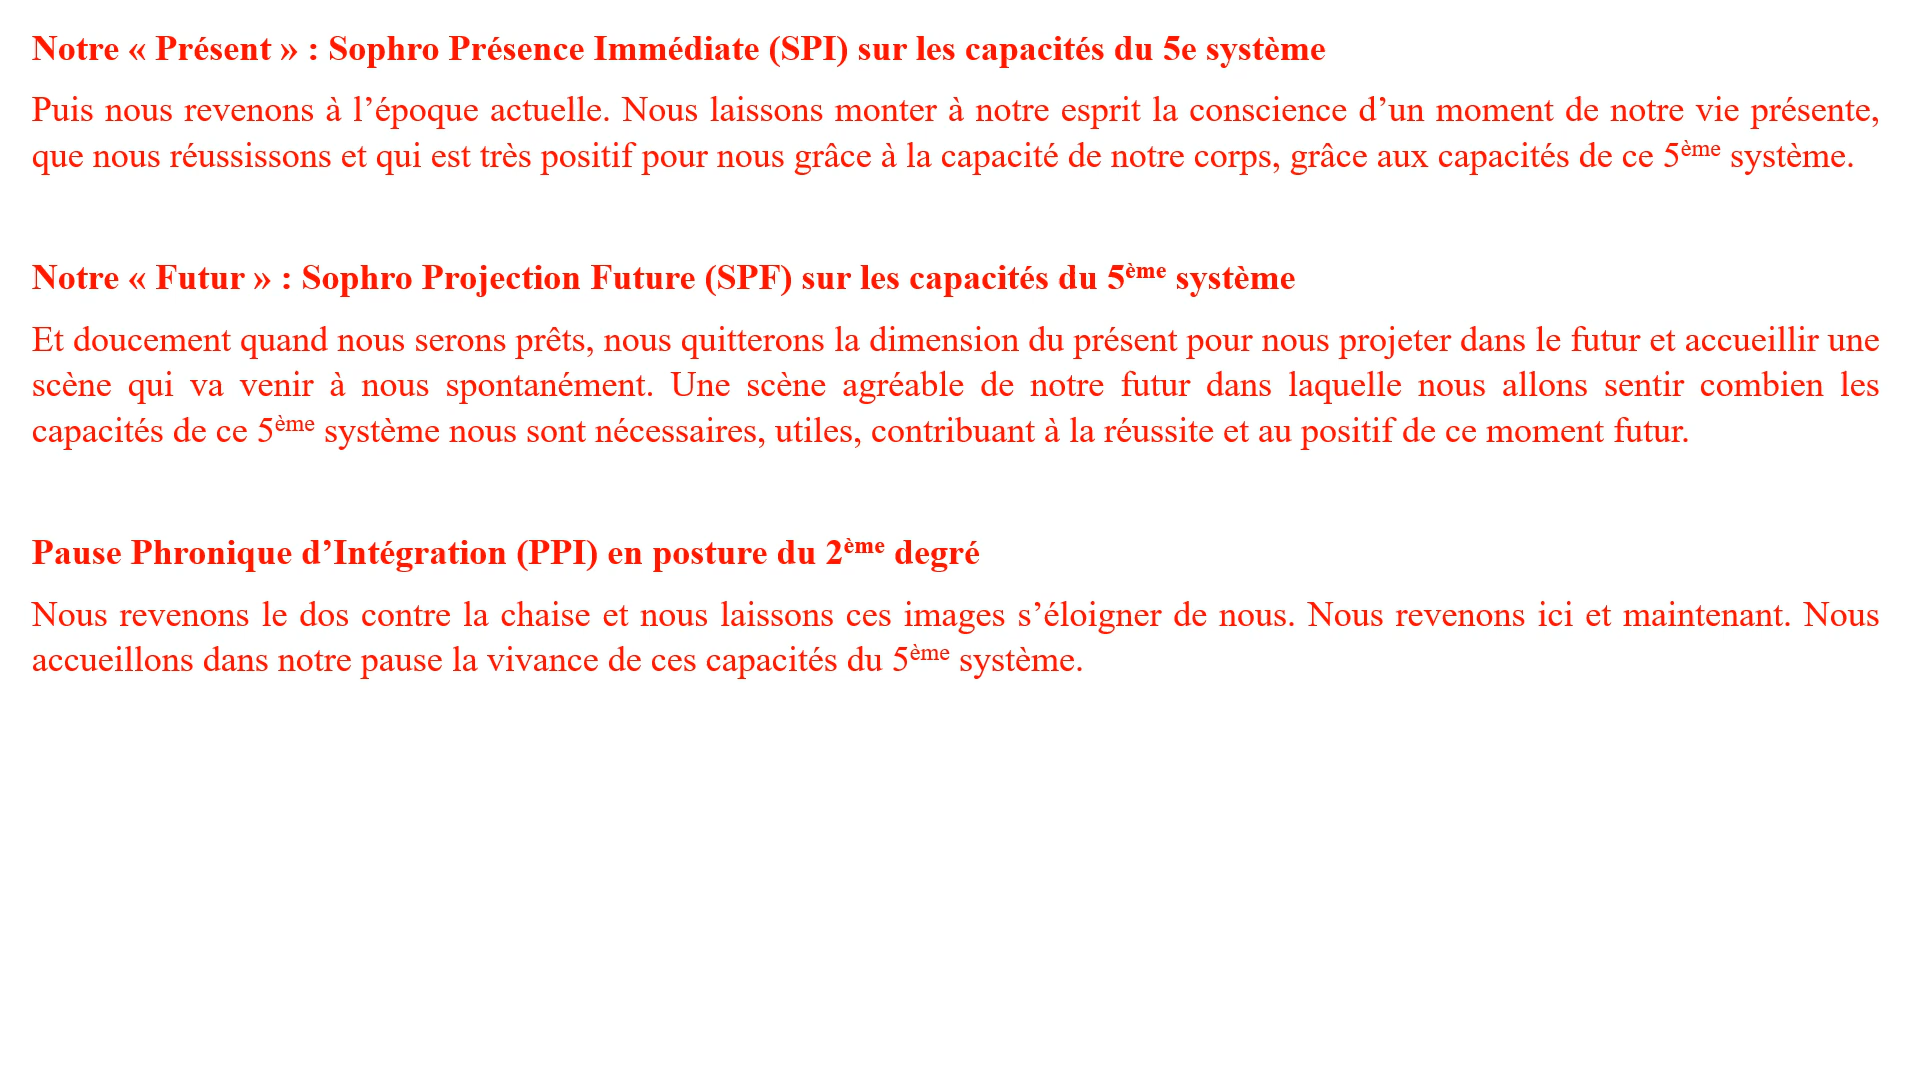 Notre « Présent » : Sophro Présence Immédiate (SPI) sur les capacités du 5e système
Puis nous revenons à l’époque actuelle. Nous laissons monter à notre esprit la conscience d’un moment de notre vie présente,
que nous réussissons et qui est très positif pour nous grâce à la capacité de notre corps, grâce aux capacités de ce 5ème système.
Notre « Futur » : Sophro Projection Future (SPF) sur les capacités du 5ème système
Et doucement quand nous serons prêts, nous quitterons la dimension du présent pour nous projeter dans le futur et accueillir une
scène qui va venir à nous spontanément. Une scène agréable de notre futur dans laquelle nous allons sentir combien les
capacités de ce 5ème système nous sont nécessaires, utiles, contribuant à la réussite et au positif de ce moment futur.
Pause Phronique d’Intégration (PPI) en posture du 2ème degré
Nous revenons le dos contre la chaise et nous laissons ces images s’éloigner de nous. Nous revenons ici et maintenant. Nous
accueillons dans notre pause la vivance de ces capacités du 5ème système.